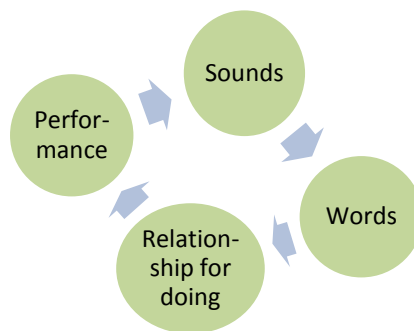 Sounds
Perfor-
mance
Words
Relation-
ship for
doing